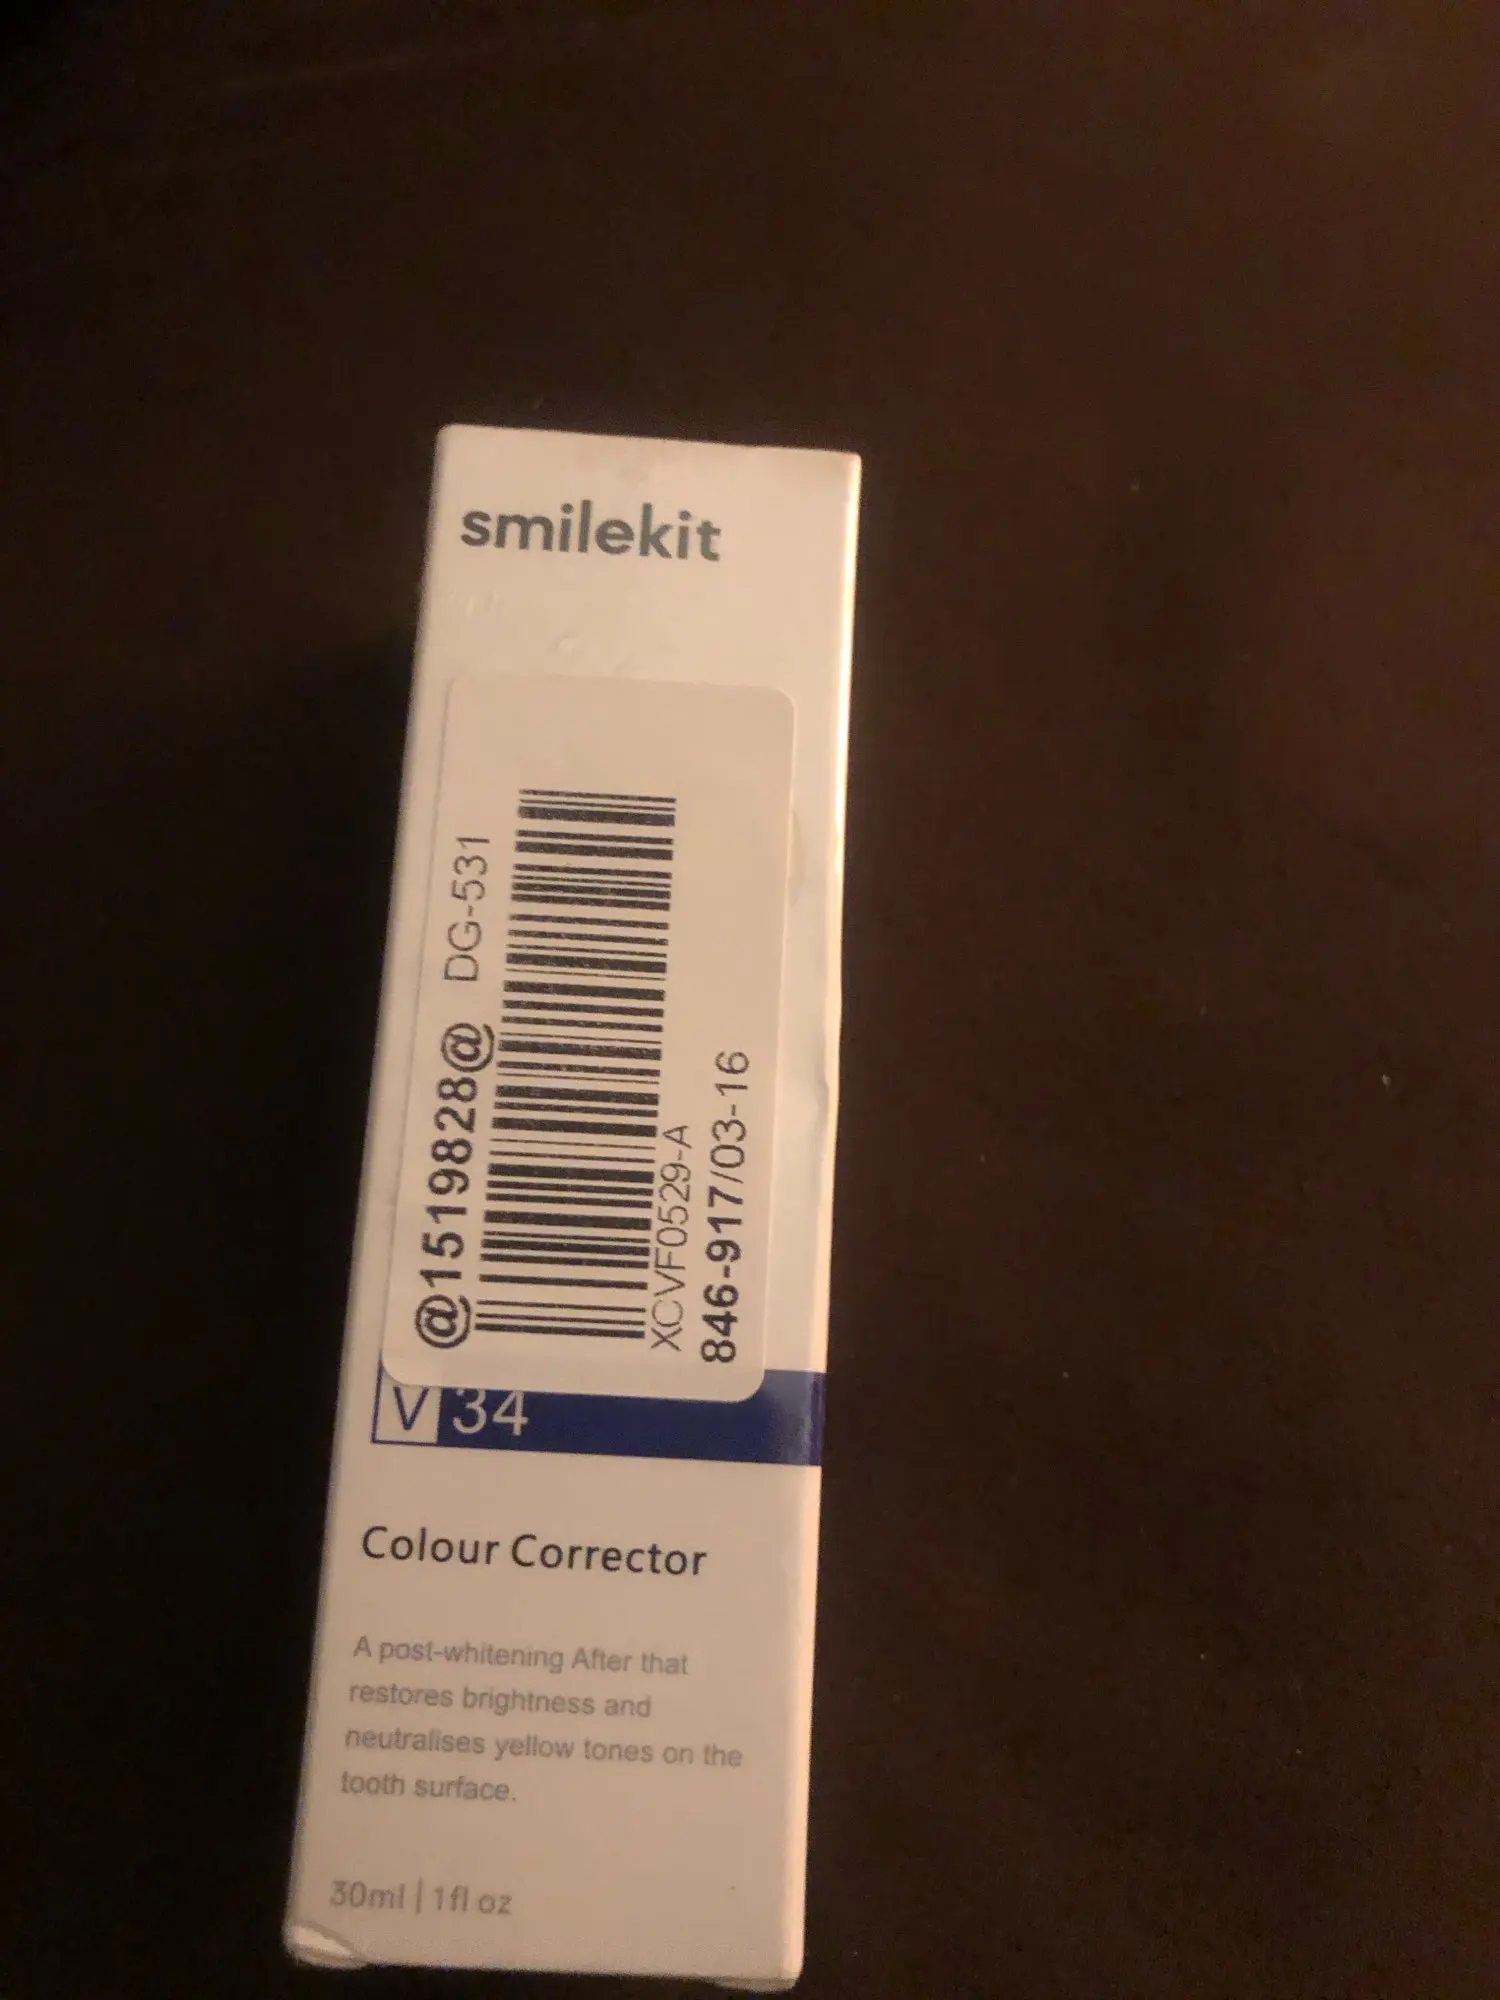 smilekit
@1519828@ DG-531
XCVF0529-A
846-917/03-16
V 34
Colour Corrector
A post-whitening After that
restores brightness and
neutralises yellow tones on the
tooth surface.
30ml | 1fl oz